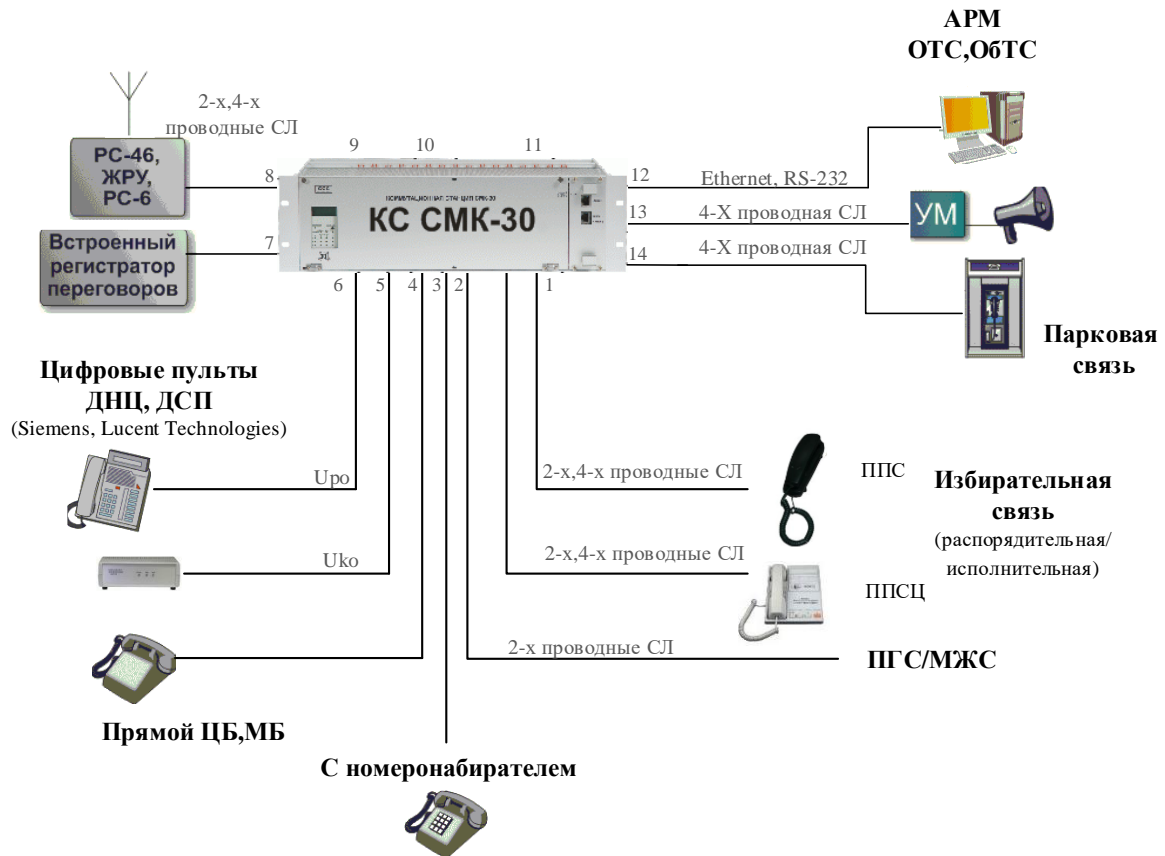 АРМ
ОТС,ОбТС
2-х,4-х
проводные СЛ
9
10
11
РС-46,
ЖРУ,
РС-6
8
КОММУТАЦИОННАЯ СТАНЦИЯ СМК-30
КС СМК-30
12
Ethernet, RS-232
13
4-Х проводная СЛ
УМ
Встроенный
регистратор
переговоров
7
14
4-Х проводная СЛ
6
5
4
3
2
1
Парковая
связь
Цифровые пульты
ДНЦ, ДСП
(Siemens, Lucent Technologies)
Upo
2-х,4-х проводные СЛ
ППС
Избирательная
связь
(распорядительная/
исполнительная)
Uko
2-х,4-х проводные СЛ
ППСЦ
2-х проводные СЛ
ПГС/МЖС
Прямой ЦБ,МБ
С номеронабирателем